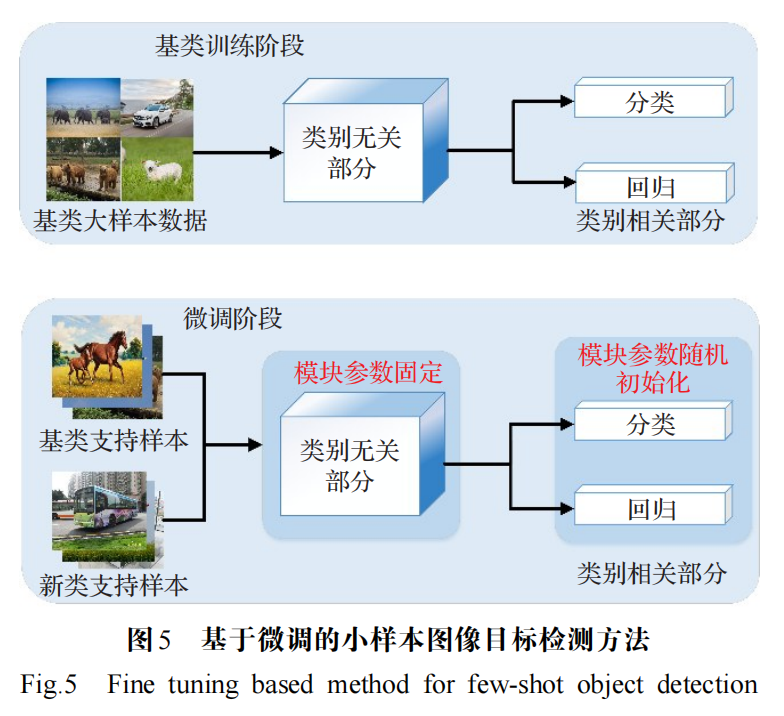 基类训练阶段
类别无关
部分
分类
回归
基类大样本数据
类别相关部分
微调阶段
模块参数固定
模块参数随机
初始化
类别无关
部分
分类
回归
基类支持样本
新类支持样本
类别相关部分
图5 基于微调的小样本图像目标检测方法
Fig.5 Fine tuning based method for few-shot object detection